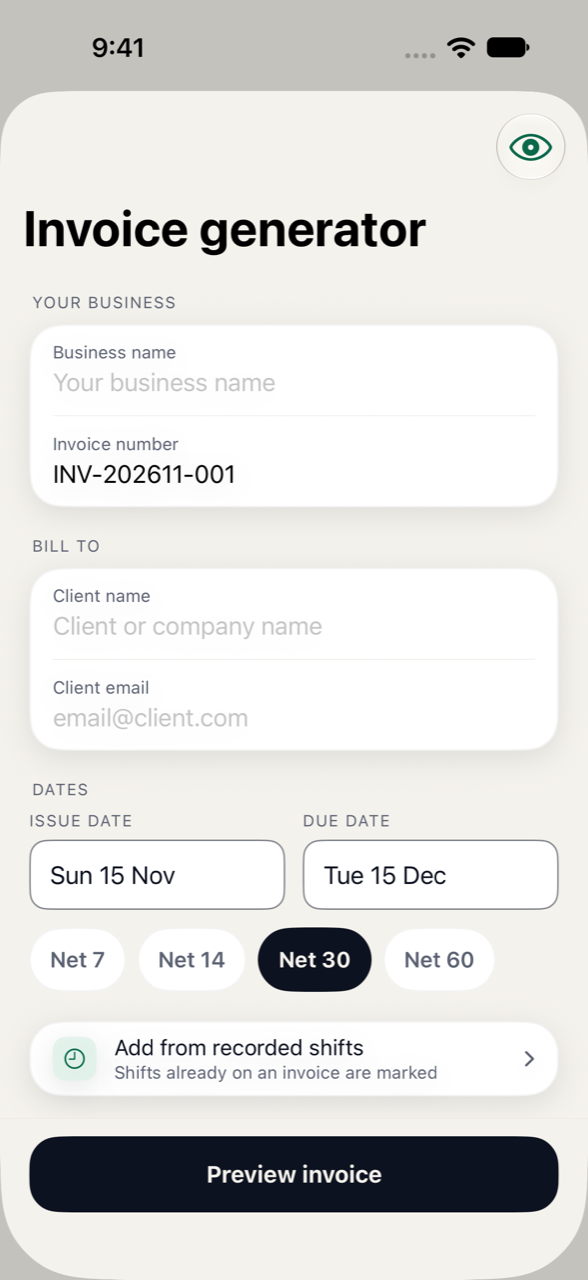 9:41
Invoice generator
YOUR BUSINESS
Business name
Your business name
Invoice number
INV-202611-001
BILL TO
Client name
Client or company name
Client email
email@client.com
DATES
ISSUE DATE
DUE DATE
Sun 15 Nov
Tue 15 Dec
Net 7
Net 14
Net 30
Net 60
Add from recorded shifts
Shifts already on an invoice are marked
Preview invoice